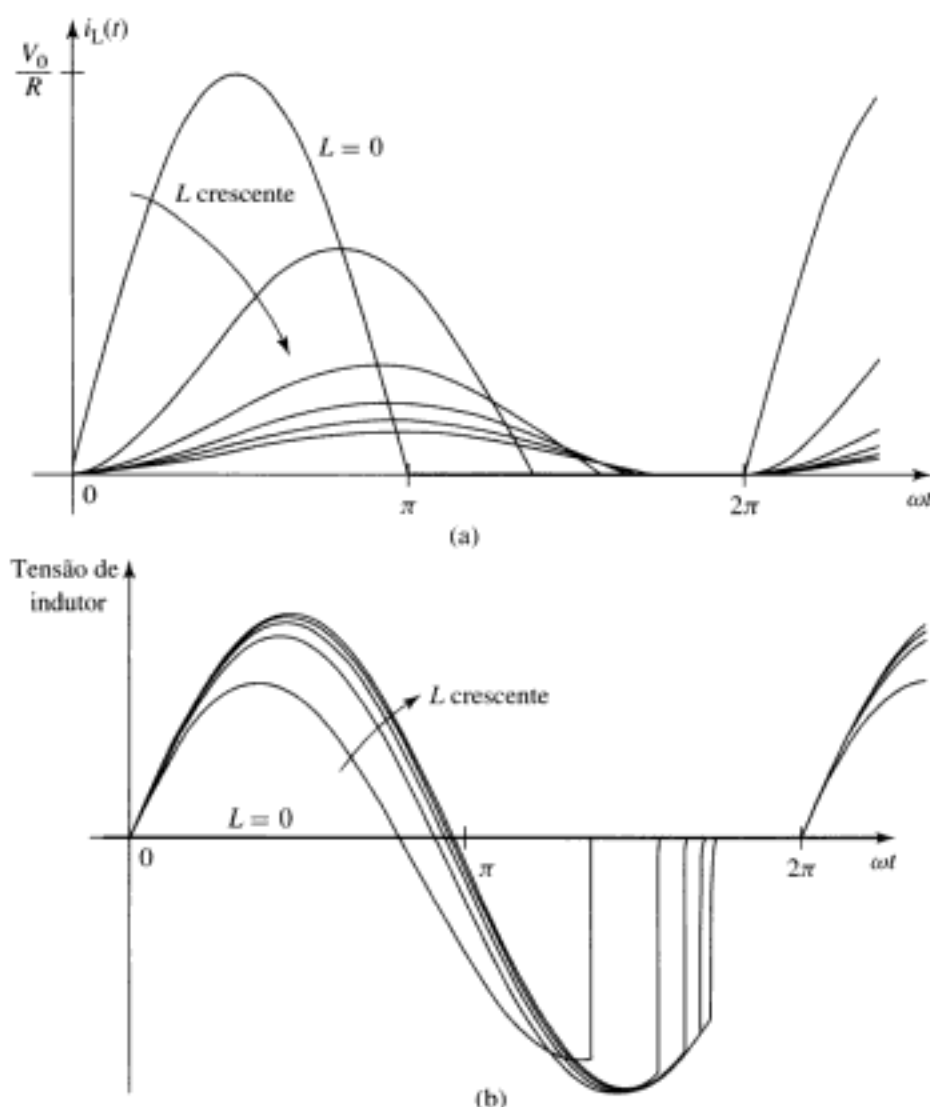 i_L(t)
V_0
R
L = 0
L crescente
0
π
2π
ωt
(a)
Tensão de
indutor
L crescente
L = 0
0
π
2π
ωt
(b)